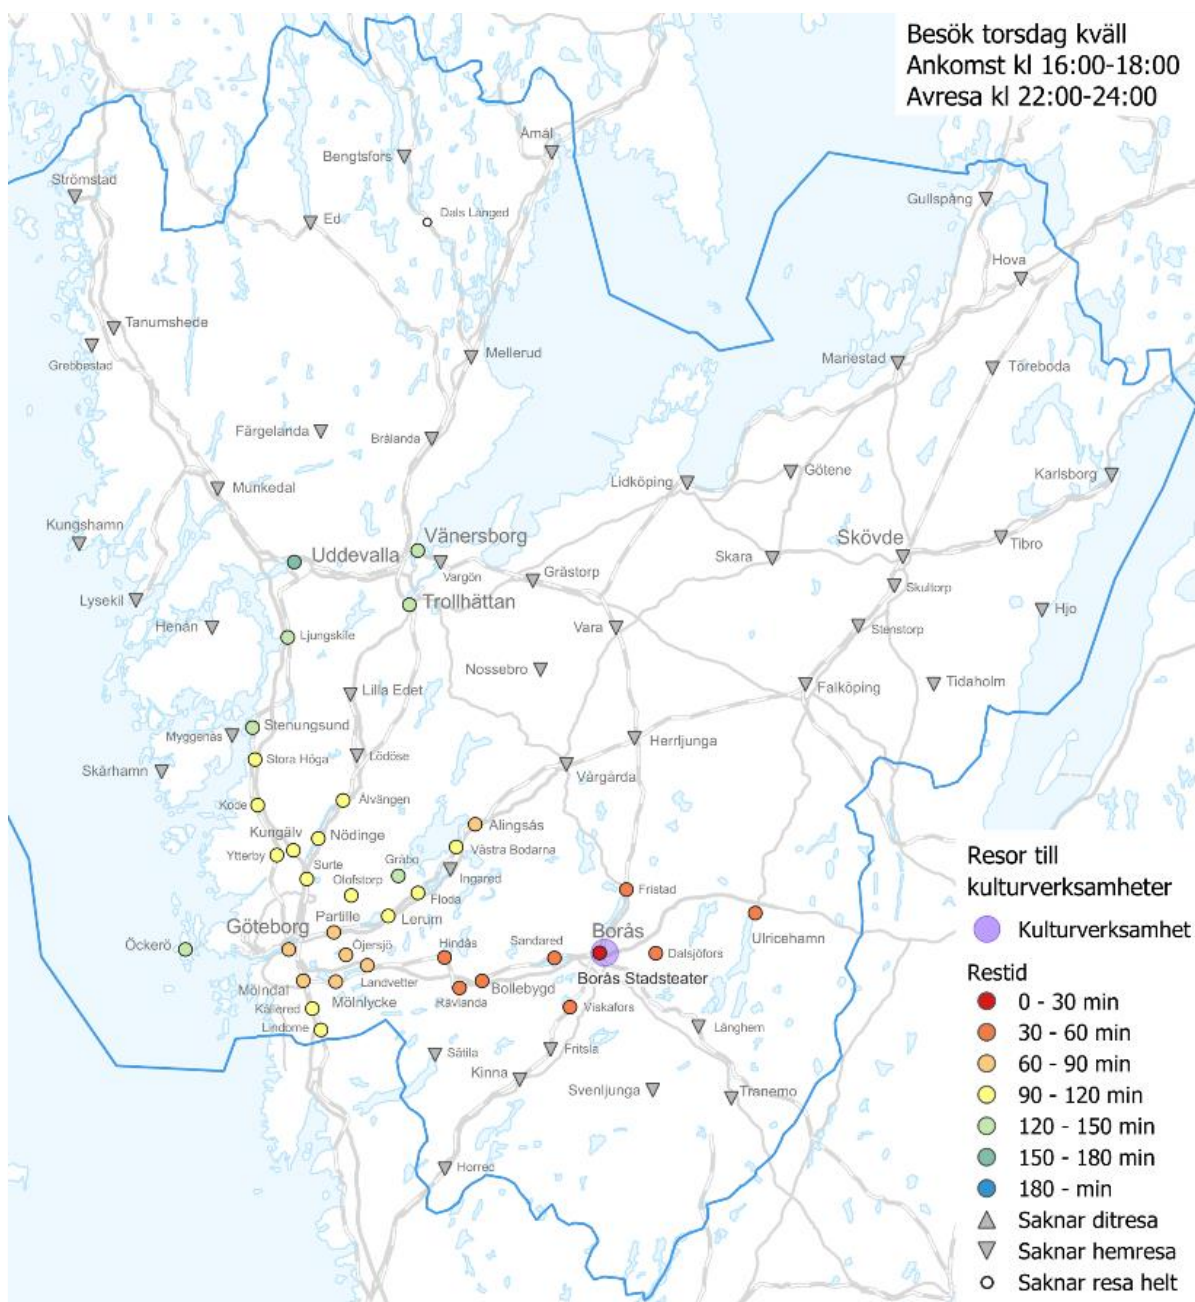 Besök torsdag kväll
Ankomst kl 16:00-18:00
Avresa kl 22:00-24:00
Åmål
Bengtsfors
Strömstad
Gullspång
Dals Långed
Ed
Hova
Tanumshede
Grebbestad
Mellerud
Mariestad
Töreboda
Färgelanda
Brålanda
Götene
Karlsborg
Lidköping
Munkedal
Kungshamn
Vänersborg
Skövde
Tibro
Uddevalla
Skara
Vargön
Grästorp
Skultorp
Lysekil
Trollhättan
Hjo
Henån
Vara
Stenstorp
Ljungskile
Nossebro
Lilla Edet
Falköping
Tidaholm
Stenungsund
Myggenäs
Herrljunga
Stora Höga
Lödöse
Skärhamn
Vårgårda
Kode
Älvängen
Alingsås
Kungälv
Nödinge
Västra Bodarna
Ytterby
Surte
Gråbo
Ingared
Olofstorp
Floda
Fristad
Partille
Lerum
Göteborg
Borås
Ulricehamn
Öckerö
Öjersjö
Hindås
Sandared
Dalsjöfors
Landvetter
Borås Stadsteater
Mölndal
Mölnlycke
Rävlanda
Bollebygd
Kållered
Viskafors
Lindome
Länghem
Sätila
Fritsla
Kinna
Svenljunga
Tranemo
Horred
Resor till
kulturverksamheter
Kulturverksamhet
Restid
0 - 30 min
30 - 60 min
60 - 90 min
90 - 120 min
120 - 150 min
150 - 180 min
180 - min
Saknar ditresa
Saknar hemresa
Saknar resa helt